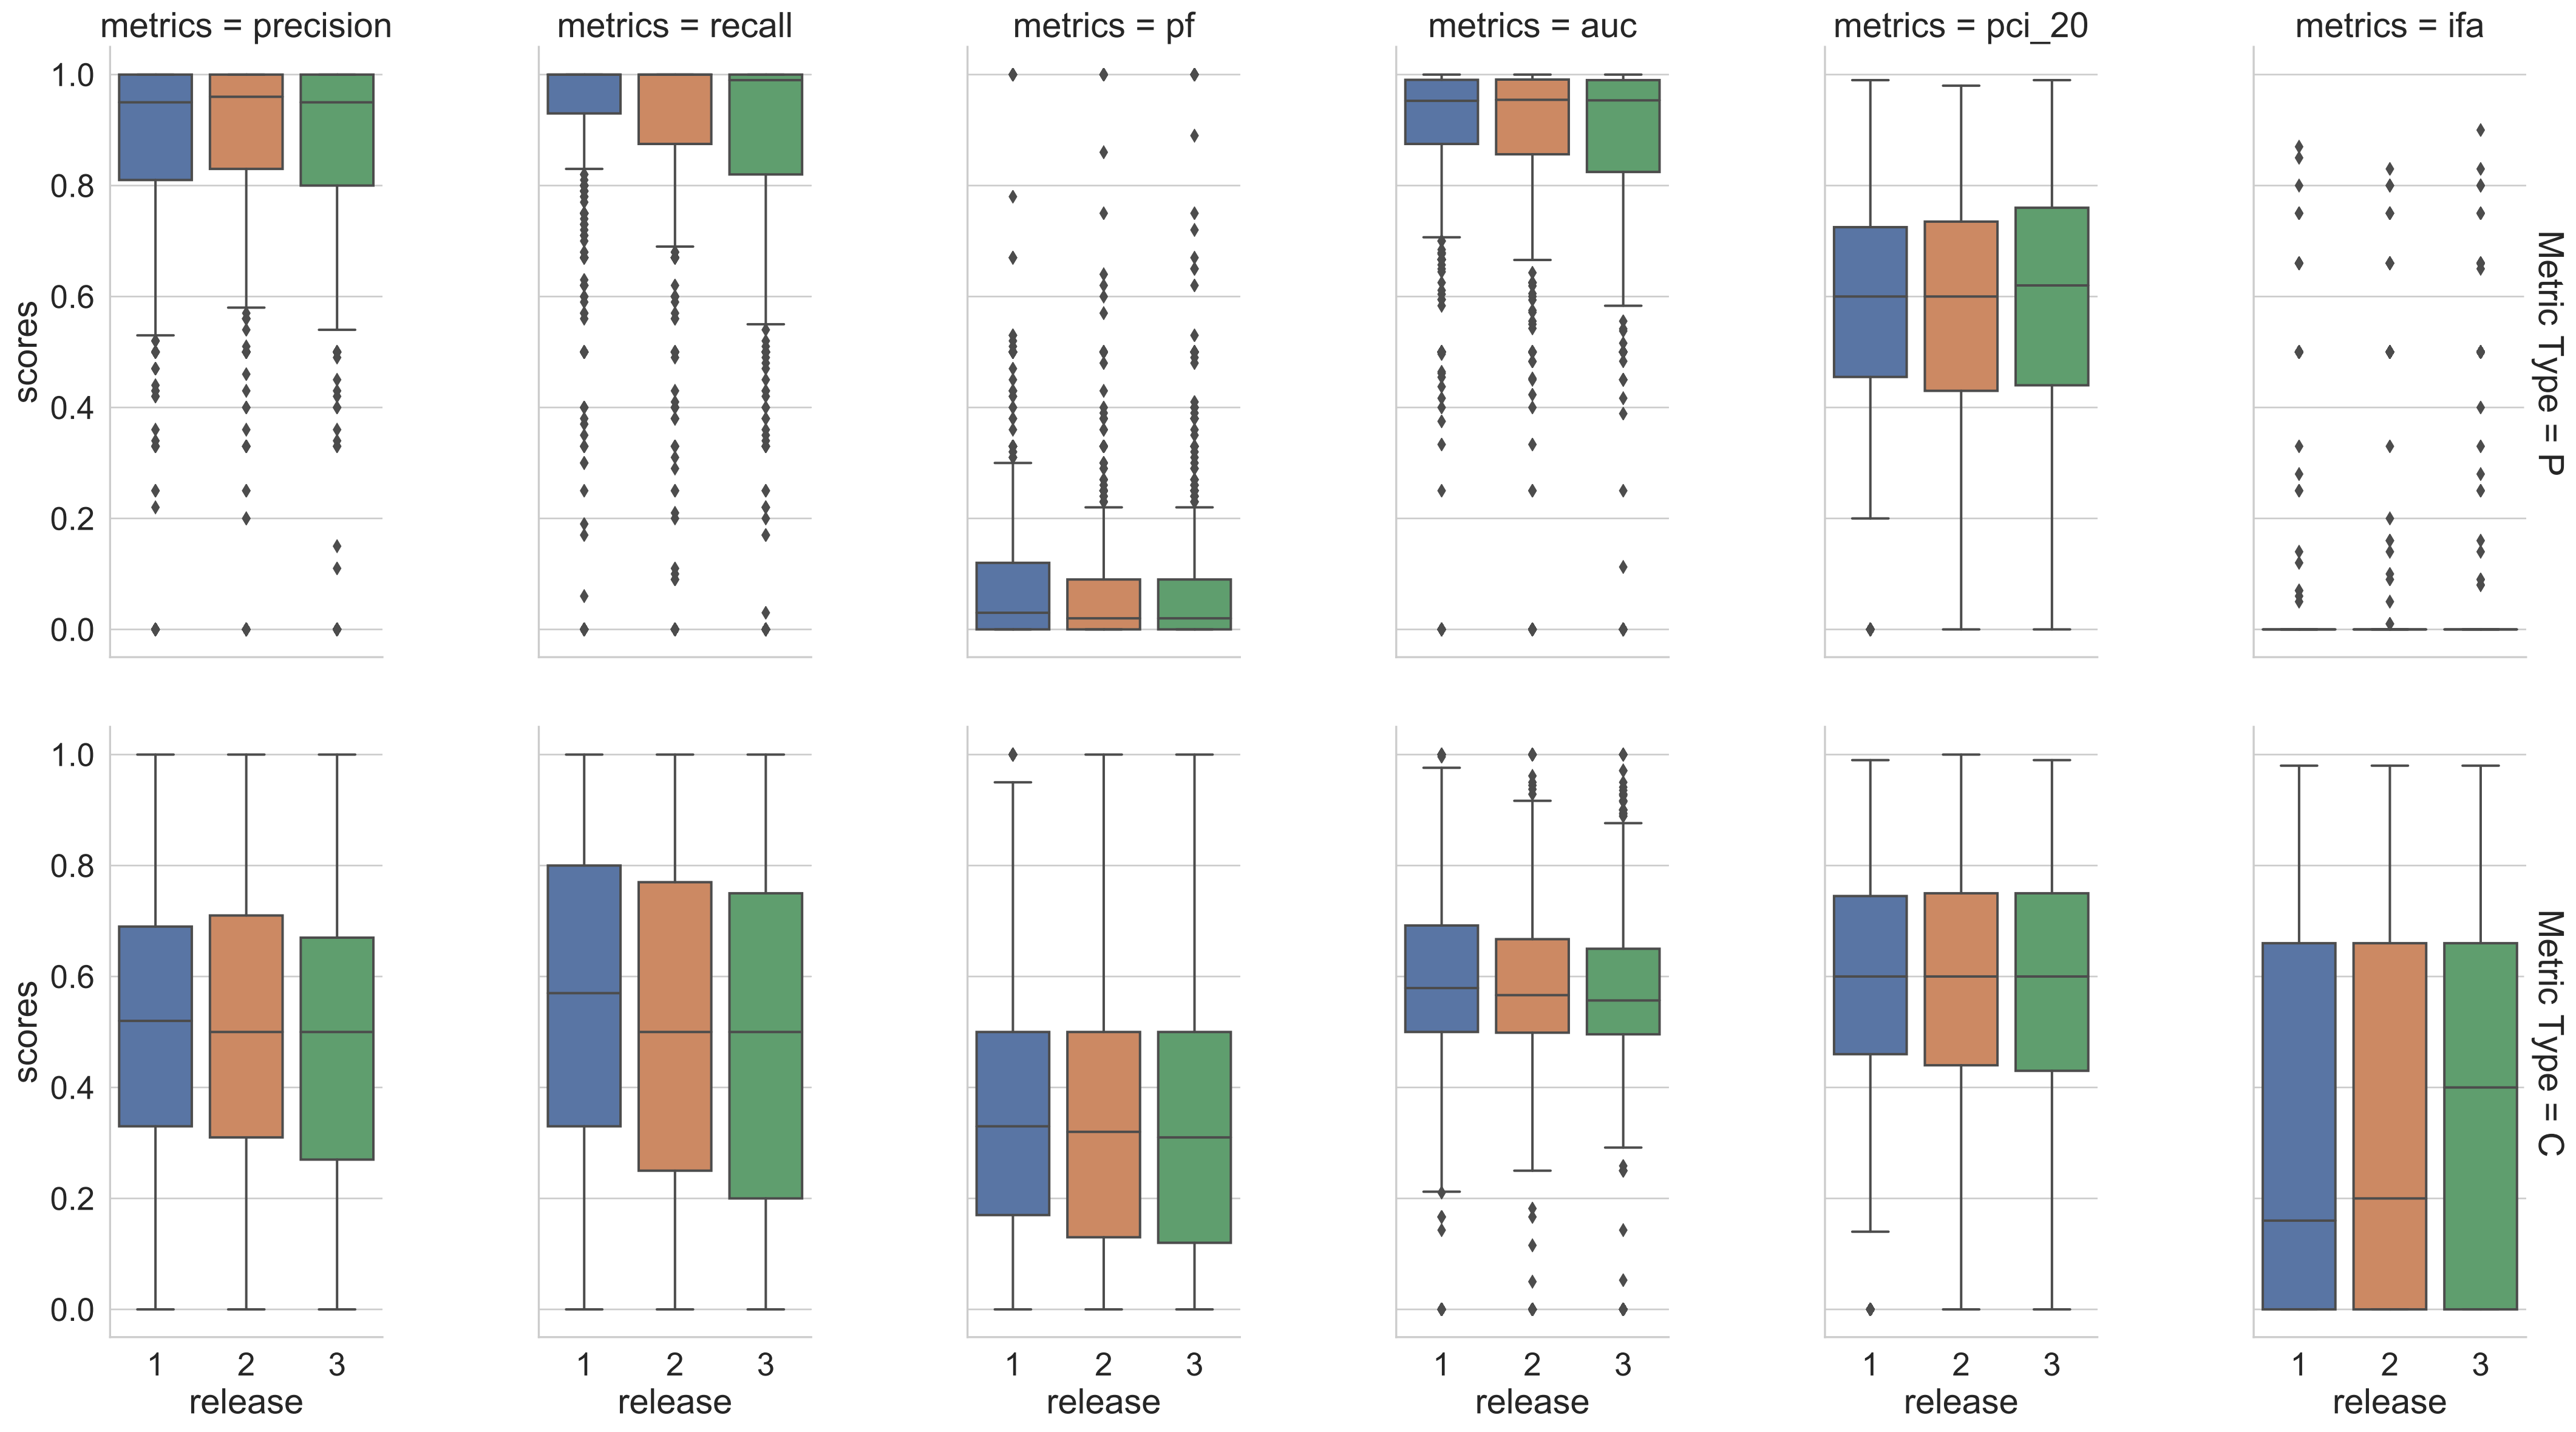 metrics = precision
metrics = recall
metrics = pf
metrics = auc
metrics = pci_20
metrics = ifa
1.0
0.8
0.6
0.4
0.2
0.0
scores
Metric Type = P
1.0
0.8
0.6
0.4
0.2
0.0
scores
Metric Type = C
1 2 3
release
1 2 3
release
1 2 3
release
1 2 3
release
1 2 3
release
1 2 3
release